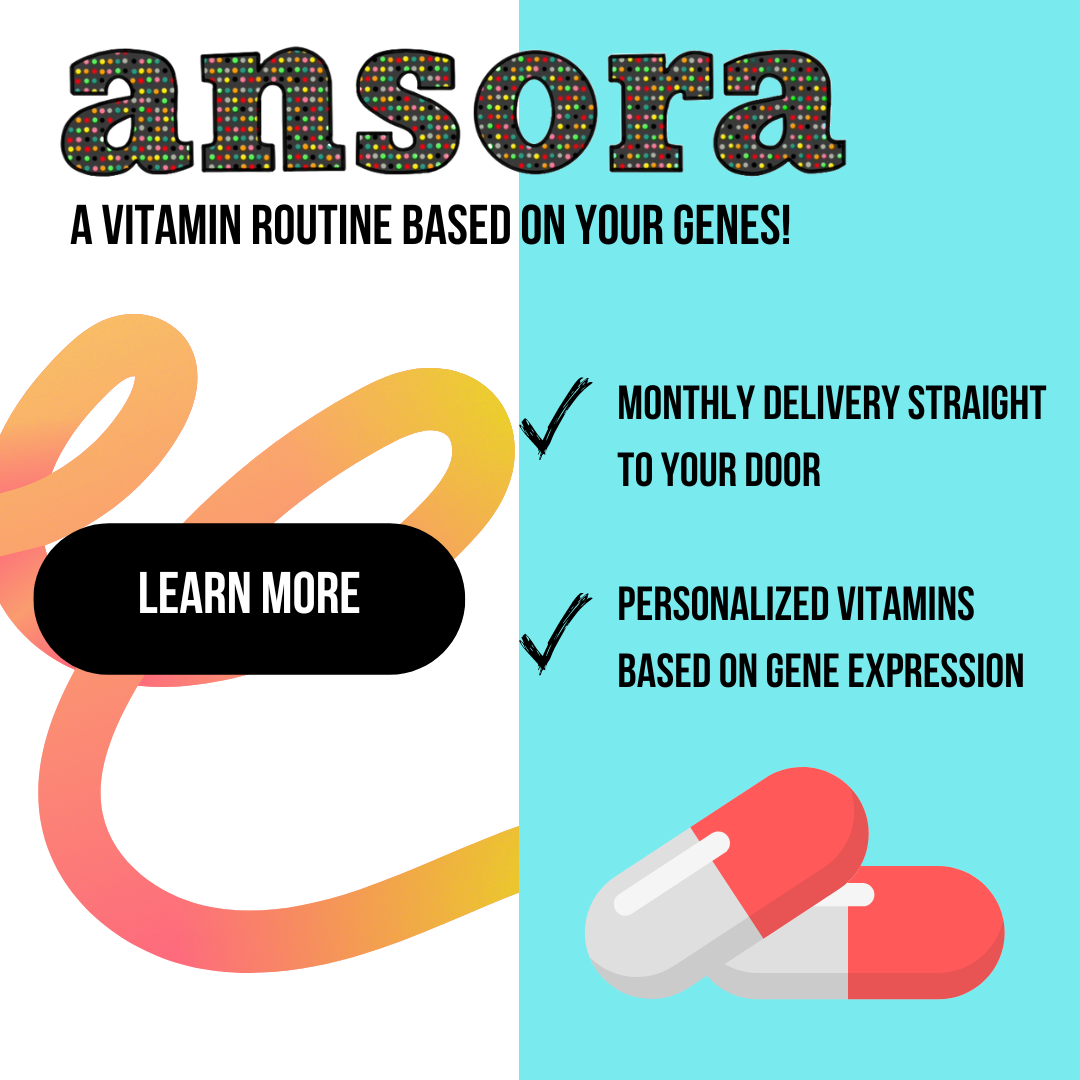 ansora
A VITAMIN ROUTINE BASED ON YOUR GENES!
MONTHLY DELIVERY STRAIGHT
TO YOUR DOOR
LEARN MORE
PERSONALIZED VITAMINS
BASED ON GENE EXPRESSION